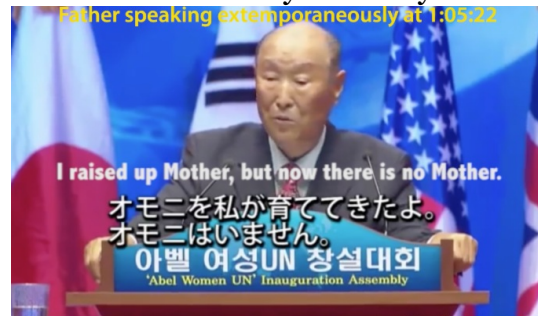 Father speaking extemporaneously at 1:05:22
I raised up Mother, but now there is no Mother.
オモニを私が育ててきたよ。
オモニはいません。
아벨 여성UN 창설대회
'Abel Women UN' Inauguration Assembly